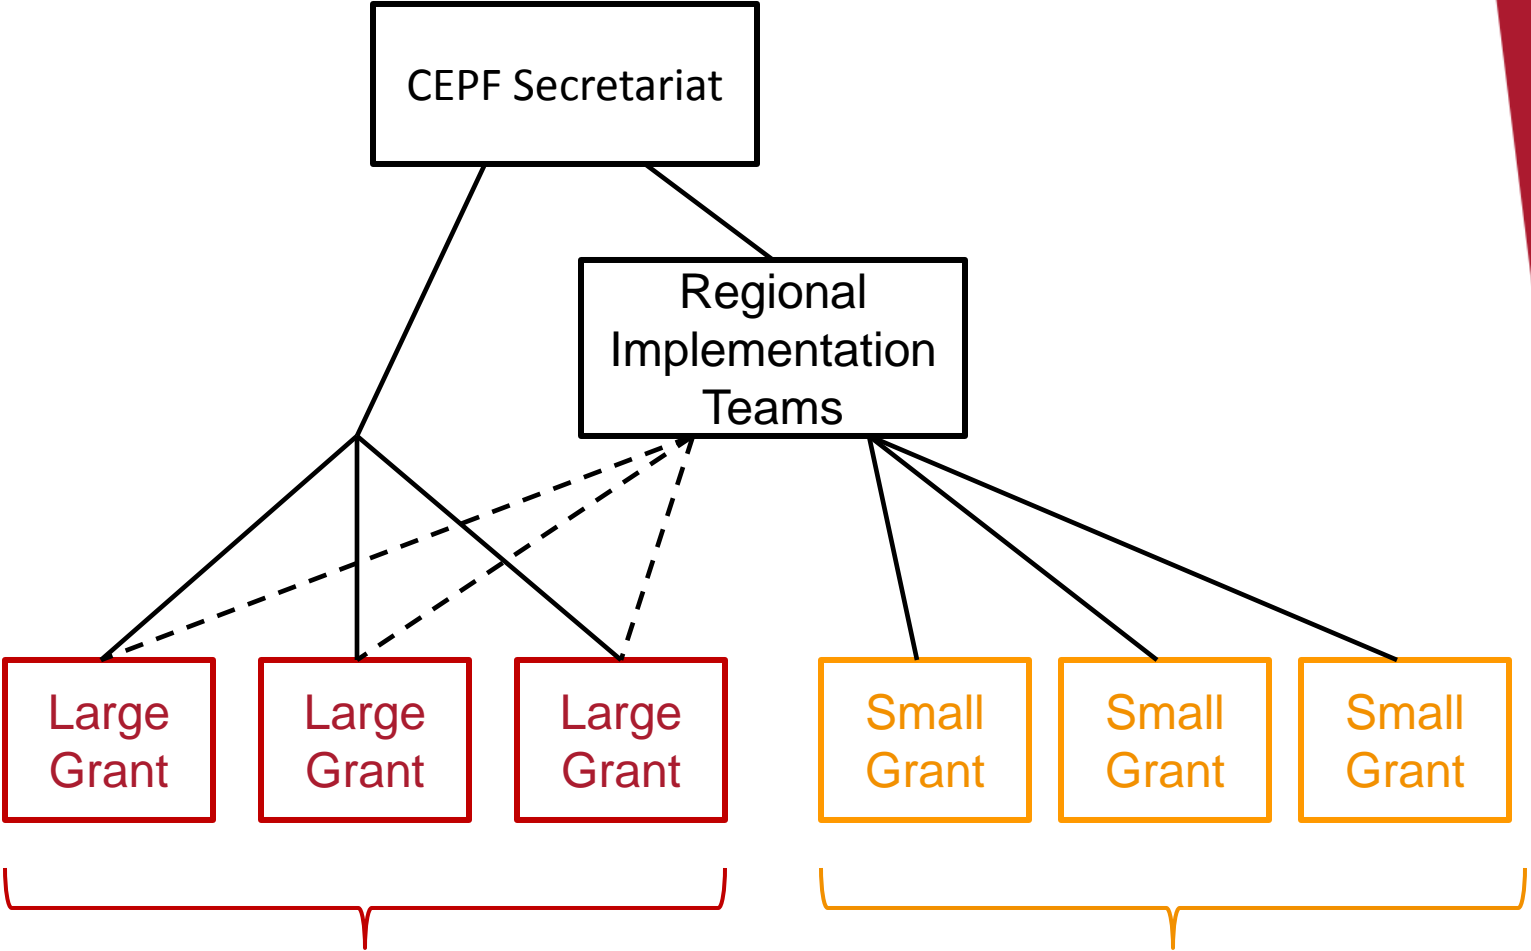 CEPF Secretariat
Regional
Implementation
Teams
Large
Grant
Large
Grant
Large
Grant
Small
Grant
Small
Grant
Small
Grant